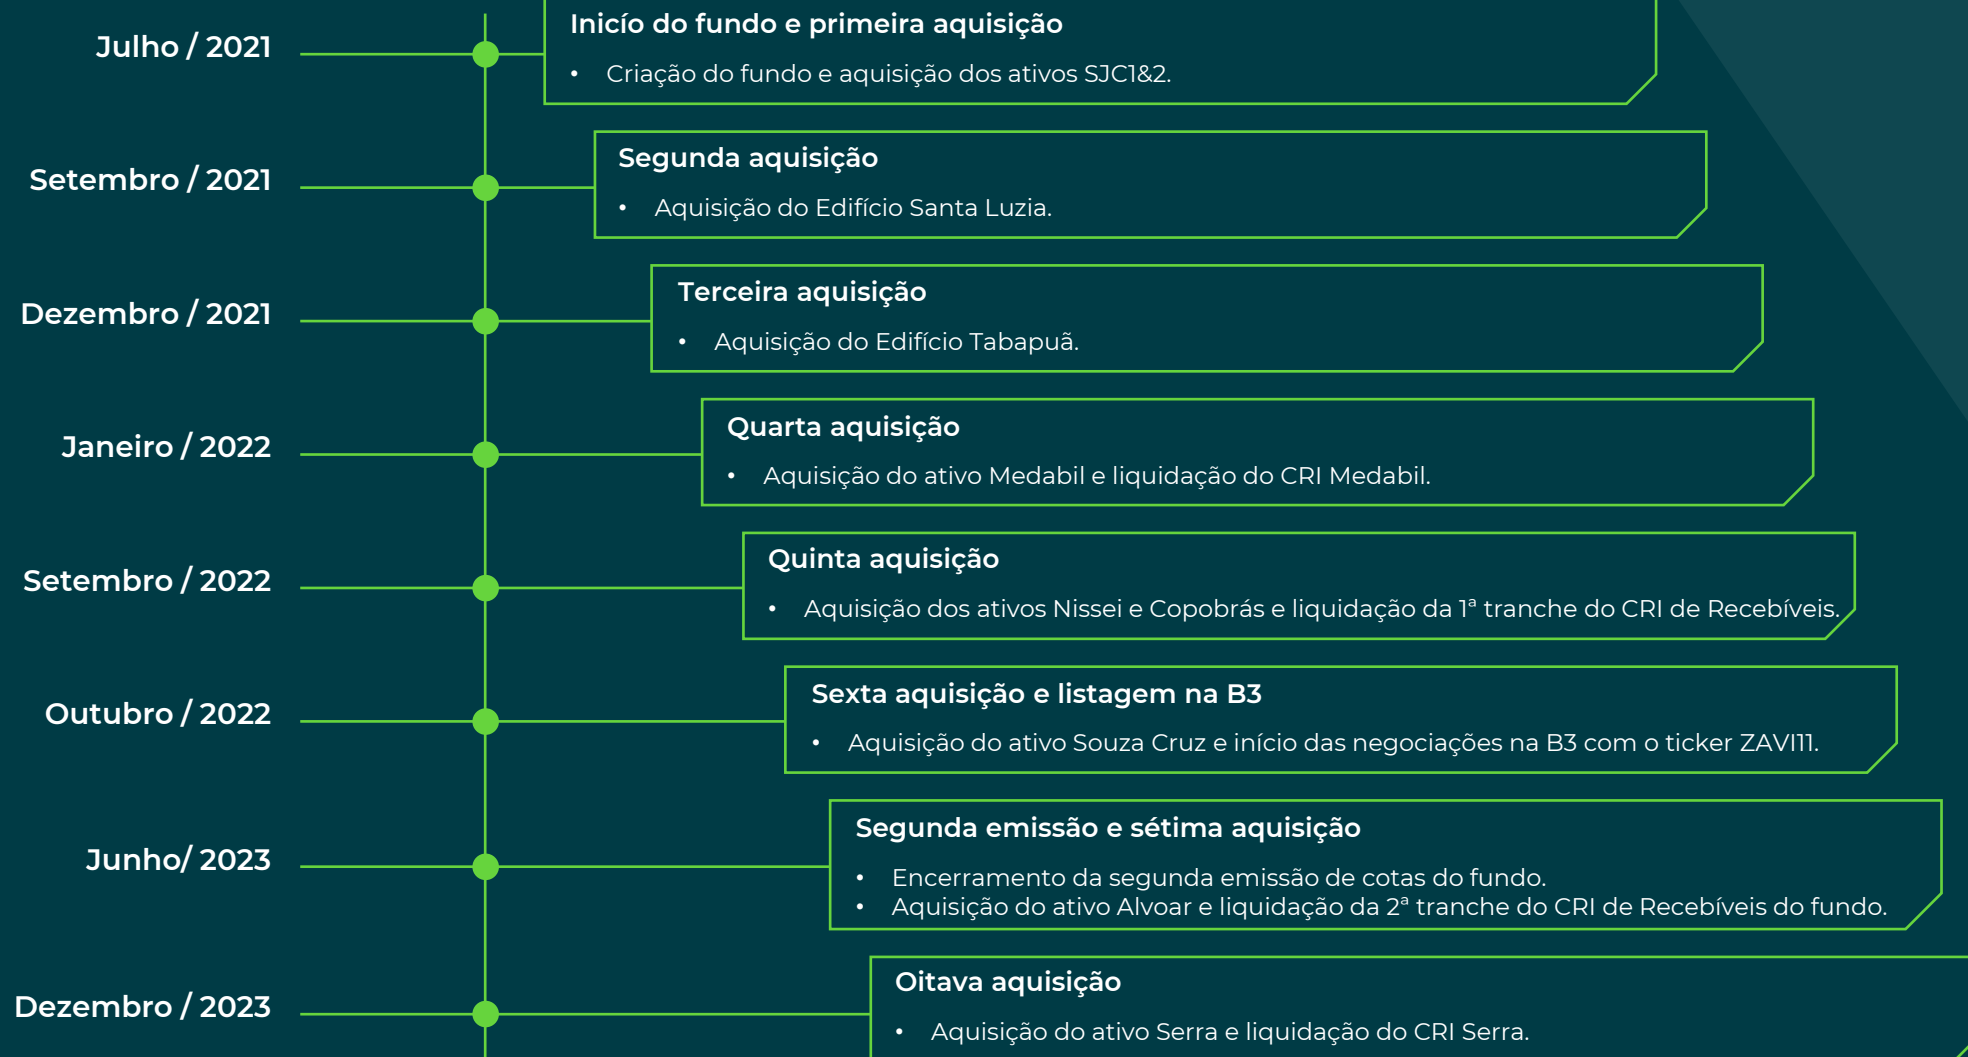 Julho / 2021
Inicío do fundo e primeira aquisição
• Criação do fundo e aquisição dos ativos SJC1&2.
Setembro / 2021
Segunda aquisição
• Aquisição do Edifício Santa Luzia.
Dezembro / 2021
Terceira aquisição
• Aquisição do Edifício Tabapuã.
Janeiro / 2022
Quarta aquisição
• Aquisição do ativo Medabil e liquidação do CRI Medabil.
Setembro / 2022
Quinta aquisição
• Aquisição dos ativos Nissei e Copobrás e liquidação da 1ª tranche do CRI de Recebíveis.
Outubro / 2022
Sexta aquisição e listagem na B3
• Aquisição do ativo Souza Cruz e início das negociações na B3 com o ticker ZAVI11.
Junho/ 2023
Segunda emissão e sétima aquisição
• Encerramento da segunda emissão de cotas do fundo.
• Aquisição do ativo Alvoar e liquidação da 2ª tranche do CRI de Recebíveis do fundo.
Dezembro / 2023
Oitava aquisição
• Aquisição do ativo Serra e liquidação do CRI Serra.